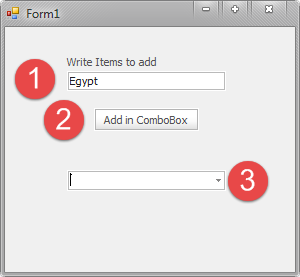 Form1
Write Items to add
1
Egypt
2
Add in ComboBox
3